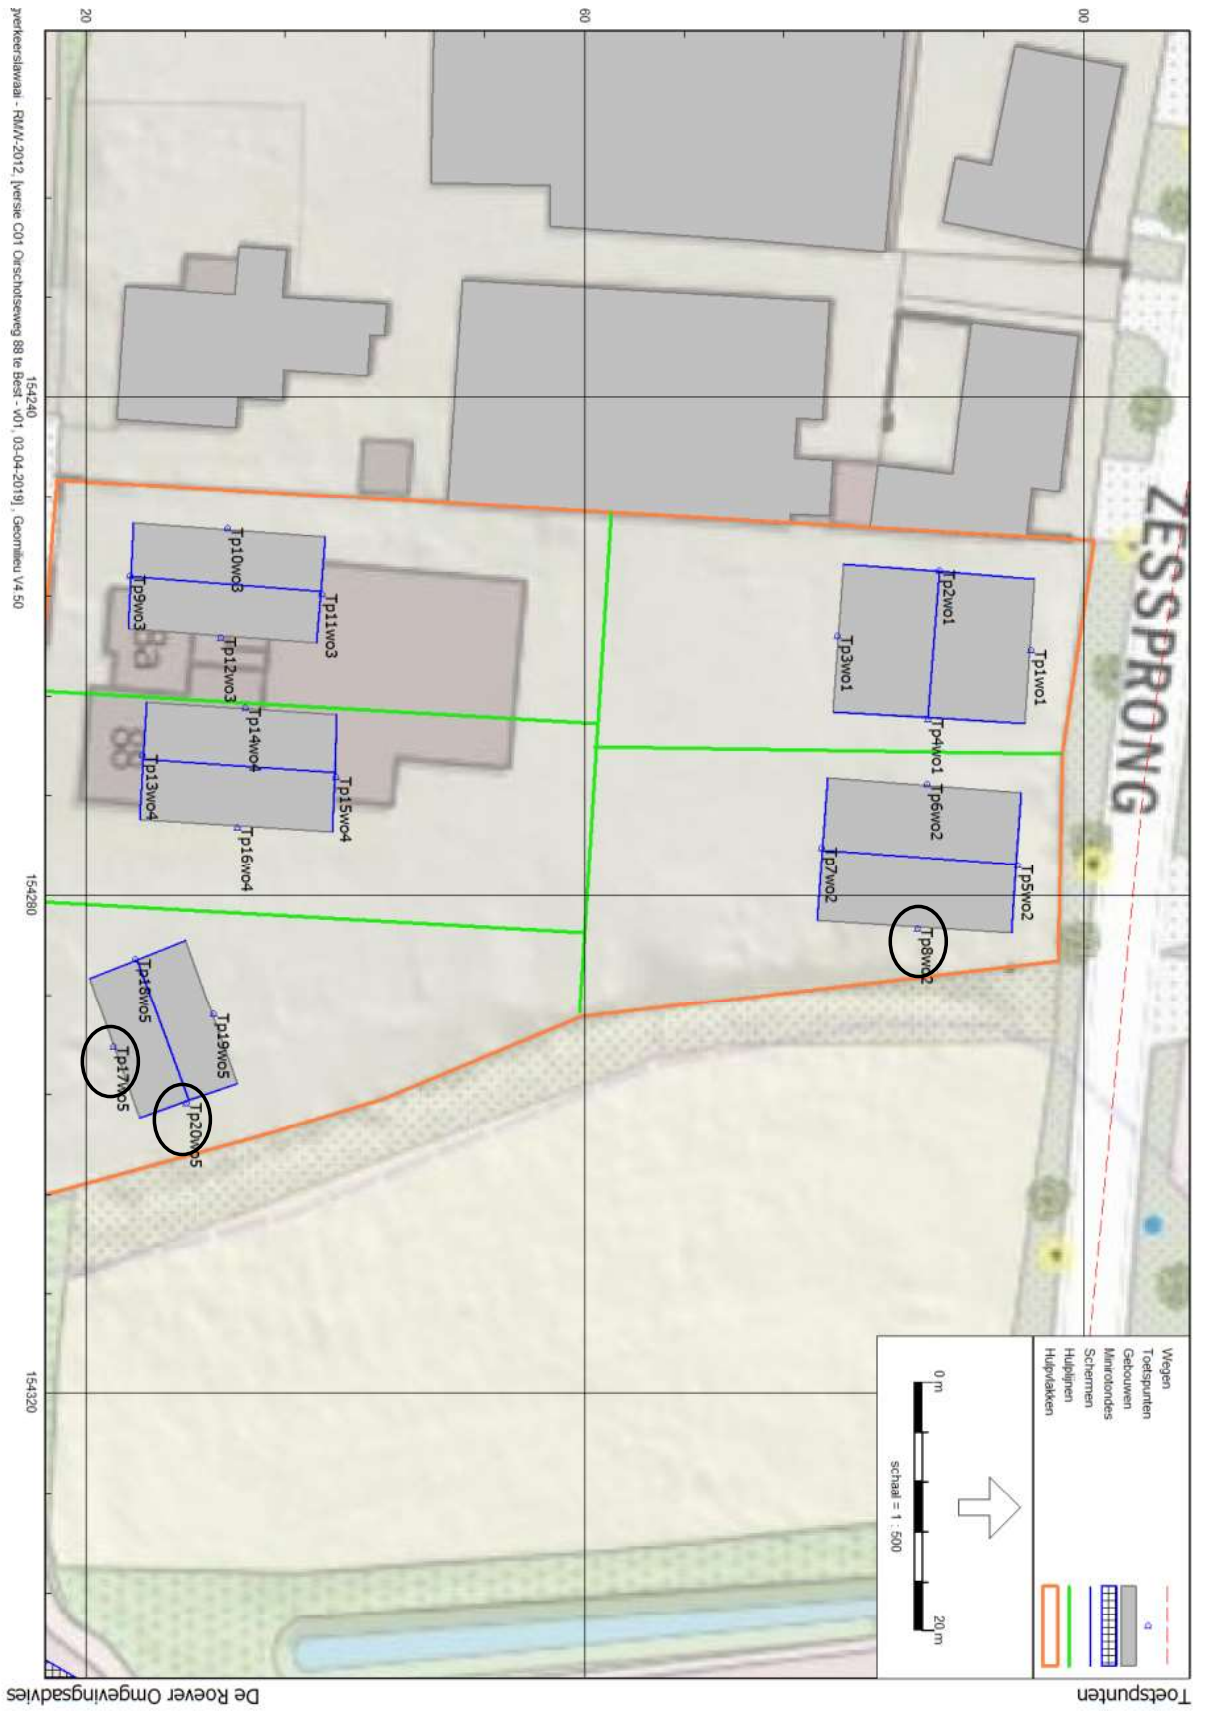 Toetspunten
De Roever Omgevingsadvies
ZESSPRONG
Wegen
Toetspunten
Gebouwen
Minirotondes
Schermen
Hulplijnen
Hulpvlakken
0 m
20 m
schaal = 1 : 500
00
60
20
154240
154280
154320
Tp1wo1
Tp2wo1
Tp3wo1
Tp4wo1
Tp5wo2
Tp6wo2
Tp7wo2
Tp8wo2
Tp11wo3
Tp10wo3
Tp9wo3
Tp12wo3
Tp14wo4
Tp15wo4
Tp13wo4
Tp16wo4
Tp18wo5
Tp19wo5
Tp17wo5
Tp20wo5
8a
88
verkeerslawaai - RMW-2012, [versie C01 Oirschotseweg 88 te Best - v01, 03-04-2019] , Geomilieu V4.50